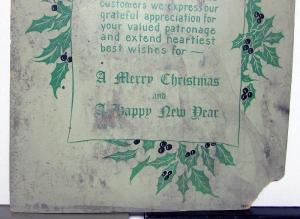 customers we express our
grateful appreciation for
your valued patronage
and extend heartiest
best wishes for —
A Merry Christmas
and
A Happy New Year